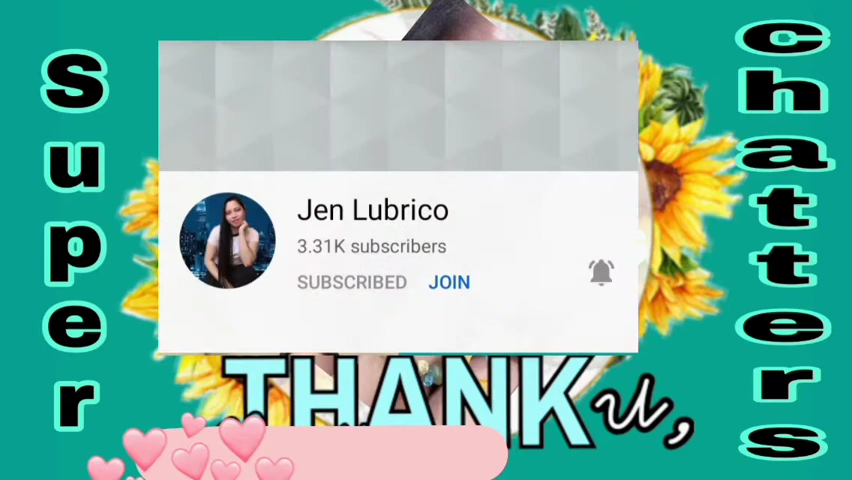 Super
chatters
Jen Lubrico
3.31K subscribers
SUBSCRIBED JOIN
THANK u,